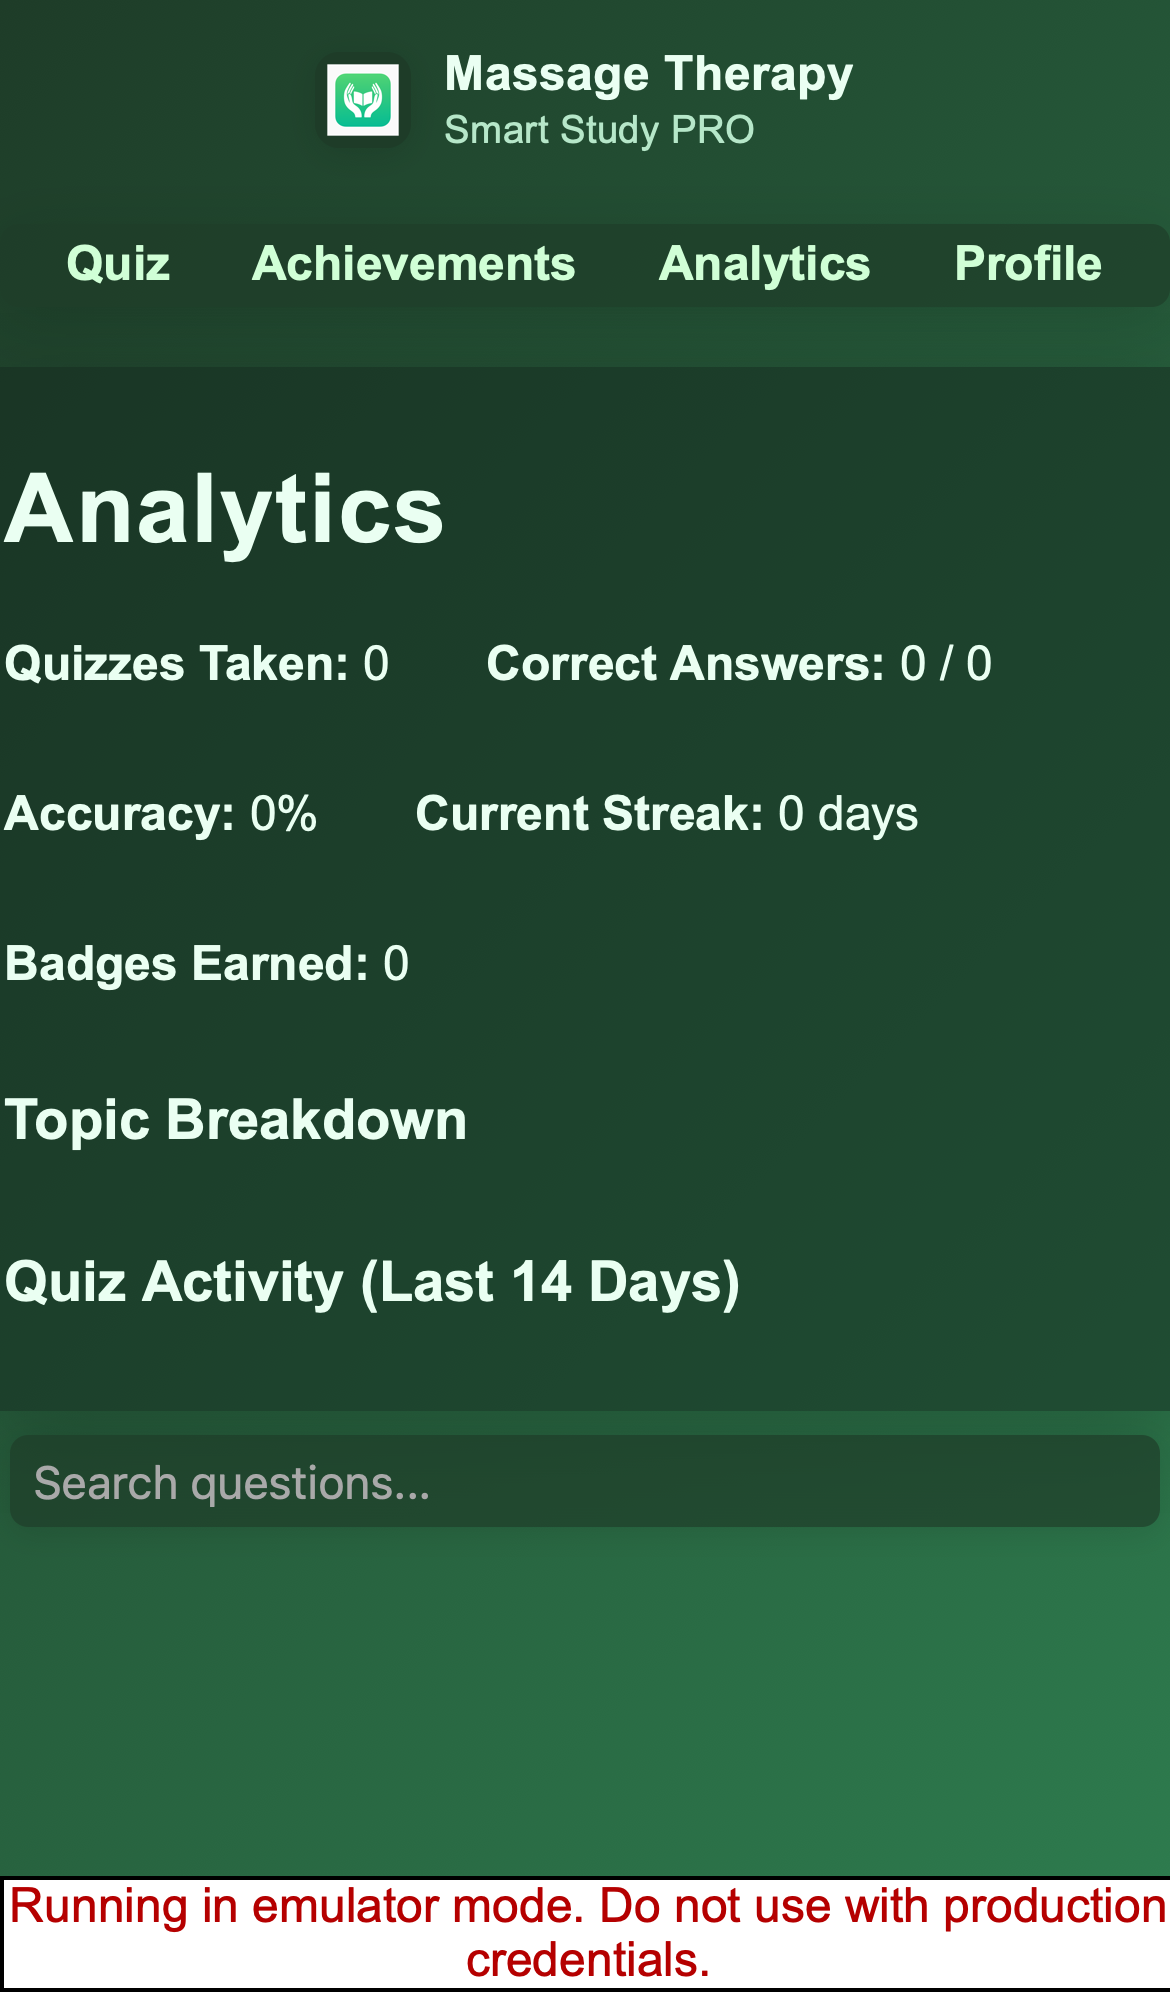 Massage Therapy
Smart Study PRO
Quiz Achievements Analytics Profile
Analytics
Quizzes Taken: 0 Correct Answers: 0 / 0
Accuracy: 0% Current Streak: 0 days
Badges Earned: 0
Topic Breakdown
Quiz Activity (Last 14 Days)
Search questions...
Running in emulator mode. Do not use with production
credentials.